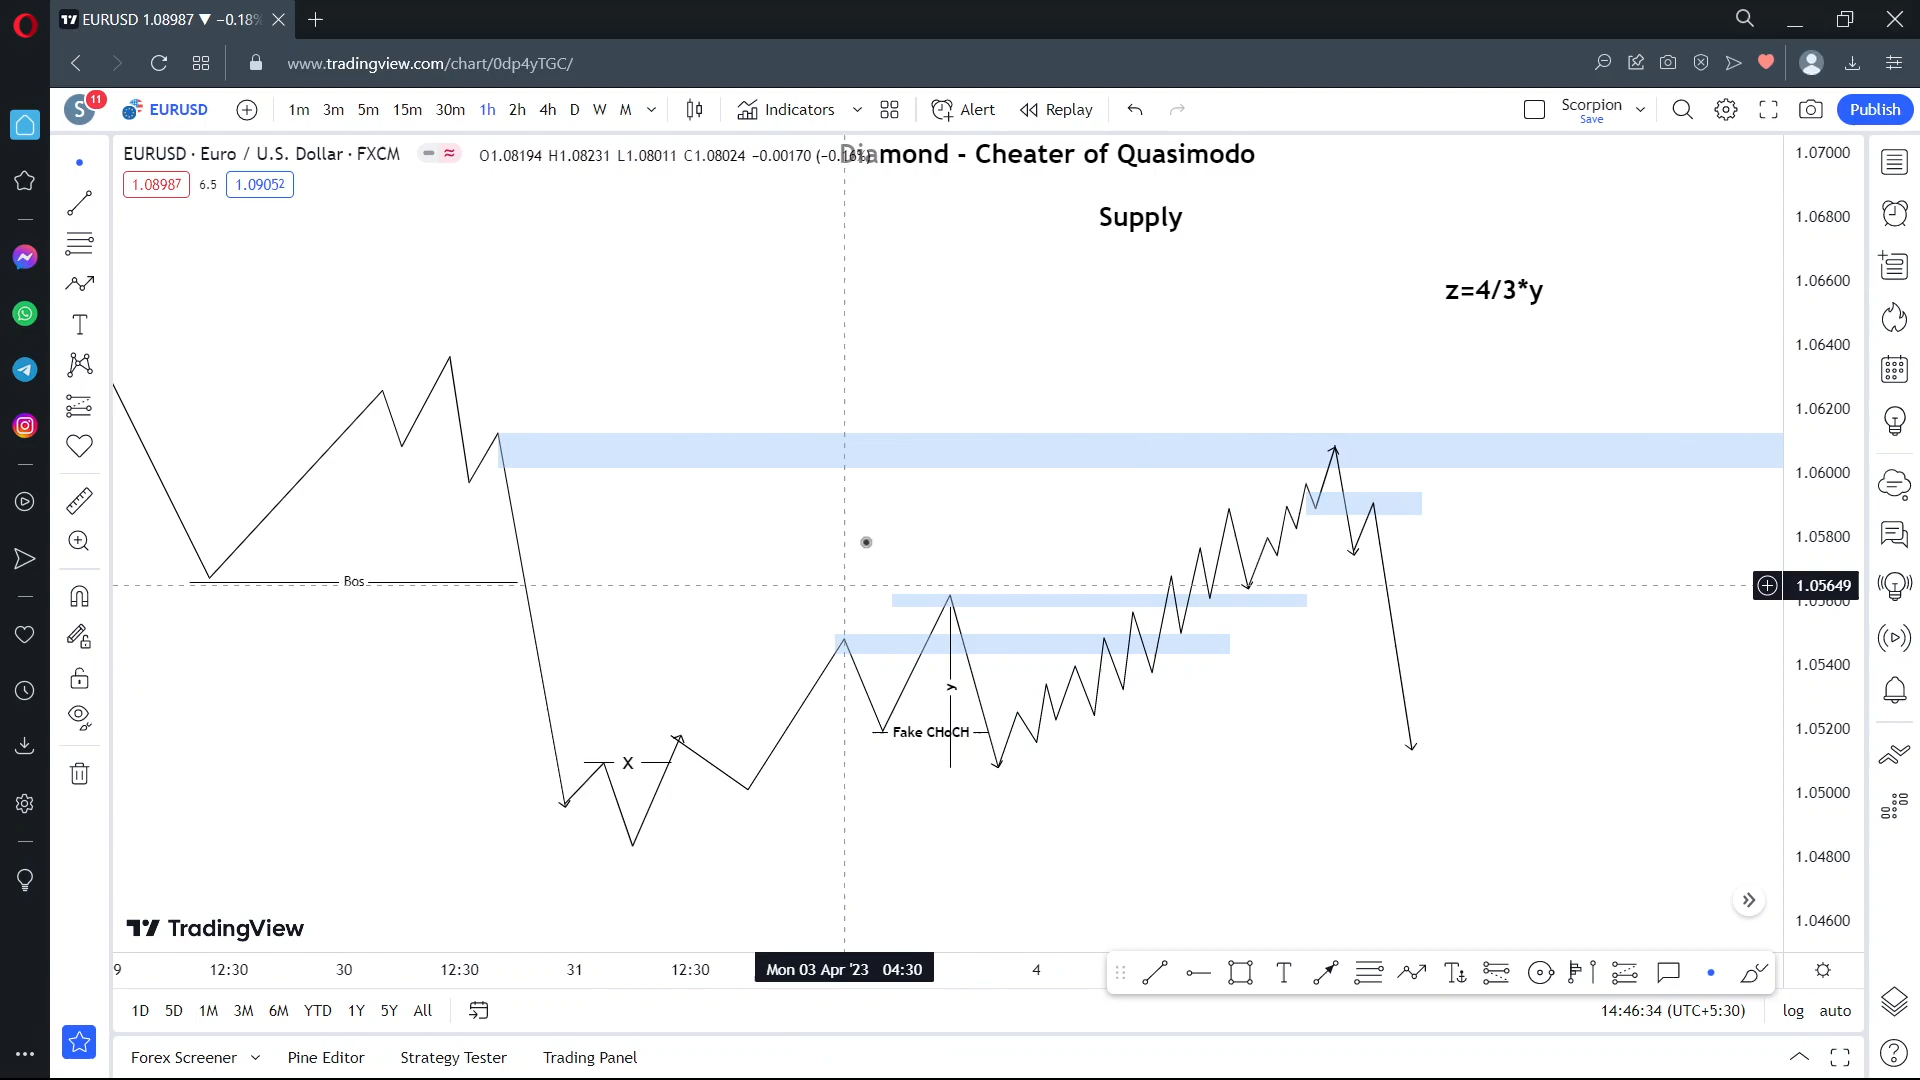 EURUSD 1.08987 ▼ −0.18%
www.tradingview.com/chart/0dp4yTGC/
S 11 EURUSD 1m 3m 5m 15m 30m 1h 2h 4h D W M Indicators Alert Replay Scorpion Save Publish
EURUSD · Euro / U.S. Dollar · FXCM O1.08194 H1.08231 L1.08011 C1.08024 −0.00170 (−0.16%)
Diamond - Cheater of Quasimodo
1.08987 6.5 1.09052
Supply
z=4/3*y
Bos
y
Fake CHoCH
X
1.07000
1.06800
1.06600
1.06400
1.06200
1.06000
1.05800
1.05649
1.05600
1.05400
1.05200
1.05000
1.04800
1.04600
TradingView
9 12:30 30 12:30 31 12:30 Mon 03 Apr '23 04:30 4
1D 5D 1M 3M 6M YTD 1Y 5Y All 14:46:34 (UTC+5:30) log auto
Forex Screener Pine Editor Strategy Tester Trading Panel